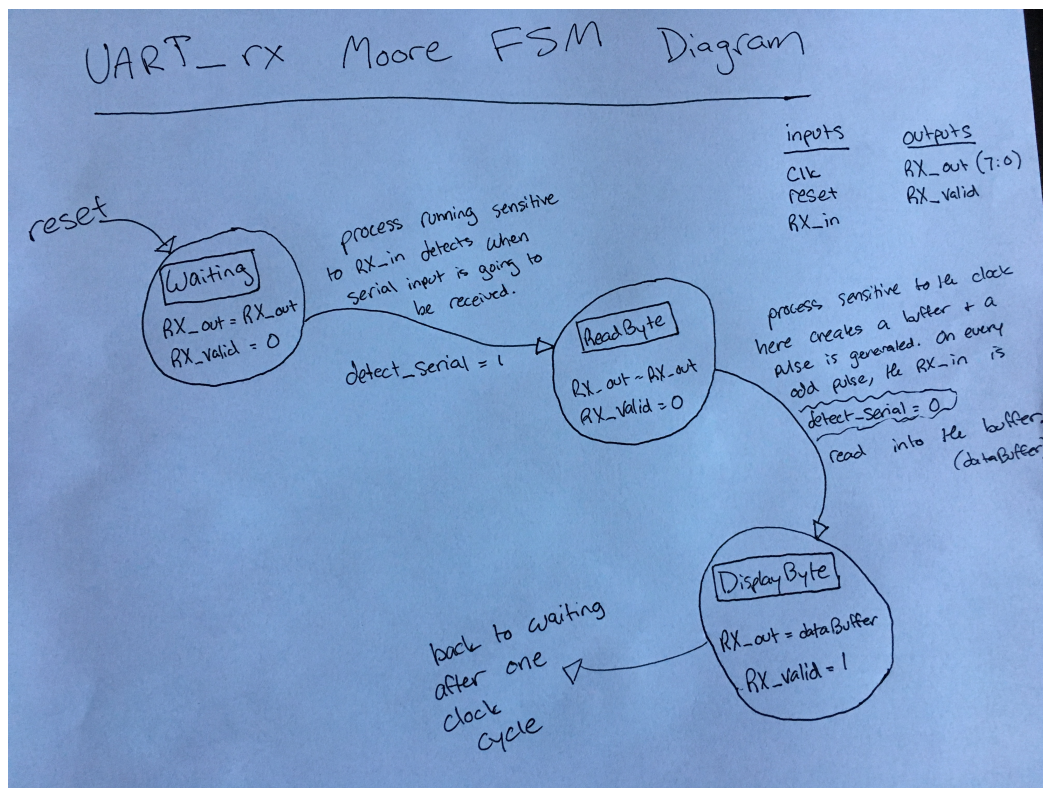 UART_rx Moore FSM Diagram
inputs outputs
Clk RX_out (7:0)
reset RX_valid
RX_in
reset
Waiting
RX_out = RX_out
RX_valid = 0
process running sensitive
to RX_in detects when
serial input is going to
be received.
detect_serial = 1
ReadByte
RX_out = RX_out
RX_valid = 0
process sensitive to the clock
here creates a buffer + a
pulse is generated. On every
odd pulse, the RX_in is
detect_serial = 0
read into the buffer.
(dataBuffer)
DisplayByte
RX_out = dataBuffer
RX_valid = 1
back to waiting
after one
clock
cycle